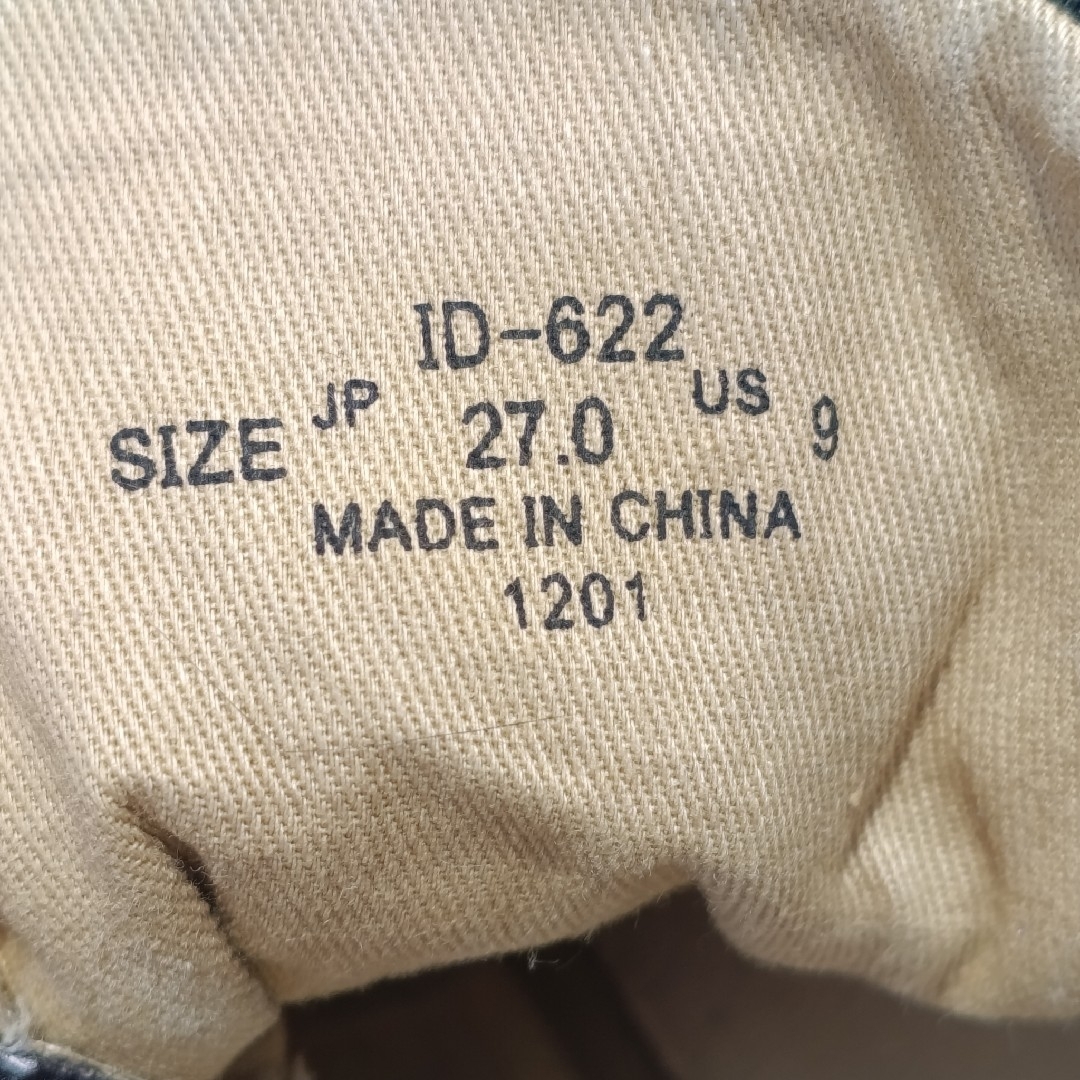 ID-622
SIZE JP 27.0 US 9
MADE IN CHINA
1201